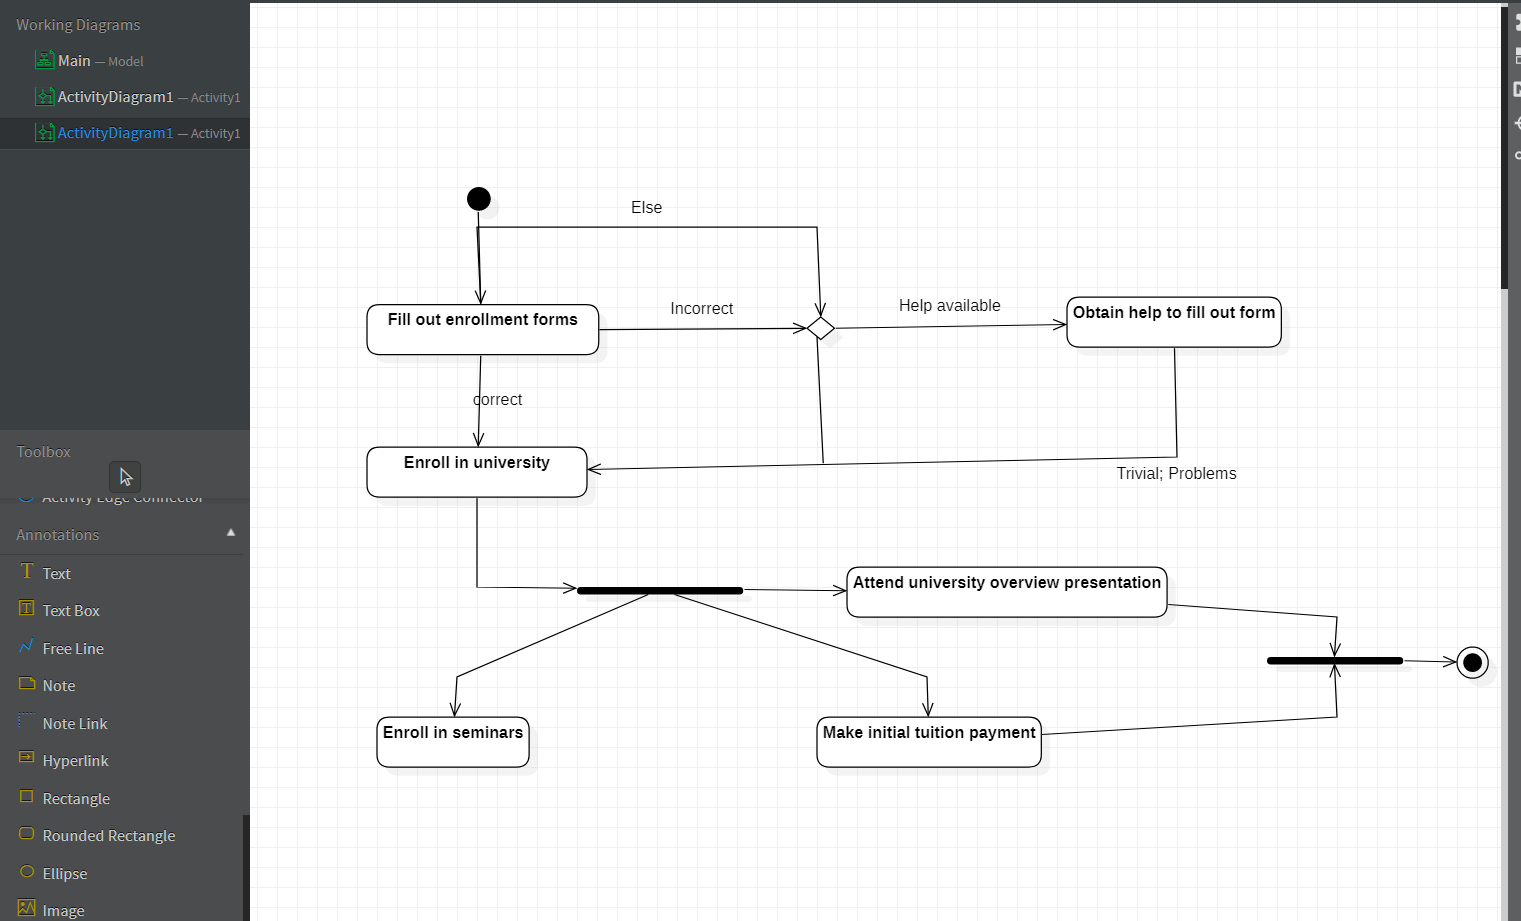 Working Diagrams
Main — Model
ActivityDiagram1 — Activity1
ActivityDiagram1 — Activity1
Toolbox
Activity Edge Connector
Annotations
Text
Text Box
Free Line
Note
Note Link
Hyperlink
Rectangle
Rounded Rectangle
Ellipse
Image
Else
Fill out enrollment forms
Incorrect
Help available
Obtain help to fill out form
correct
Enroll in university
Trivial; Problems
Attend university overview presentation
Enroll in seminars
Make initial tuition payment